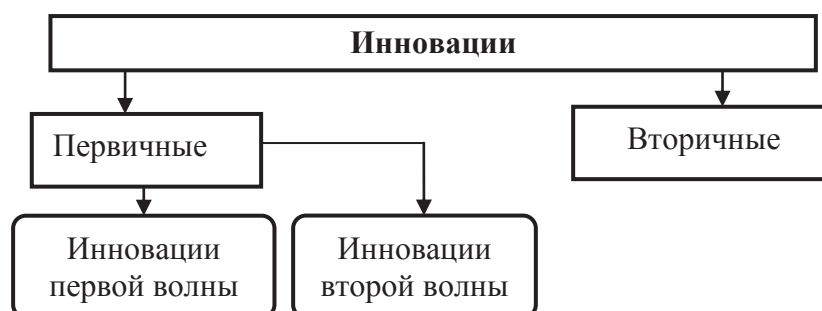 Инновации
Первичные
Вторичные
Инновации
первой волны
Инновации
второй волны